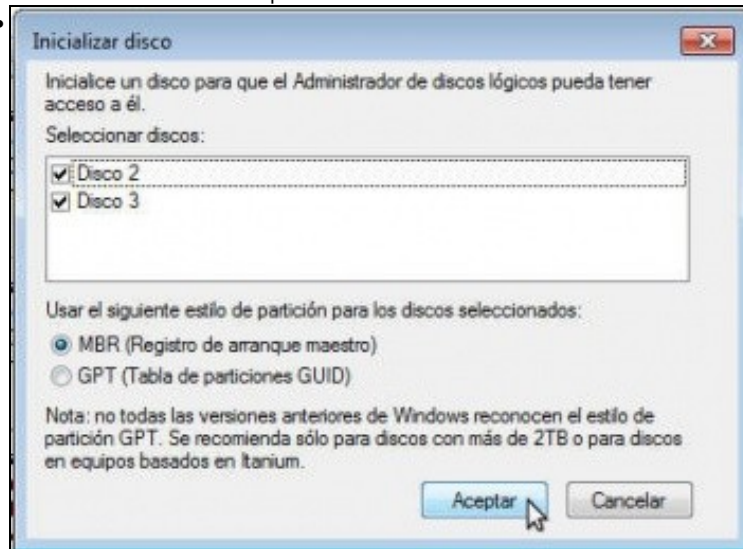 Inicializar disco
Inicialice un disco para que el Administrador de discos lógicos pueda tener
acceso a él.
Seleccionar discos:
Disco 2
Disco 3
Usar el siguiente estilo de partición para los discos seleccionados:
MBR (Registro de arranque maestro)
GPT (Tabla de particiones GUID)
Nota: no todas las versiones anteriores de Windows reconocen el estilo de
partición GPT. Se recomienda sólo para discos con más de 2TB o para discos
en equipos basados en Itanium.
Aceptar Cancelar